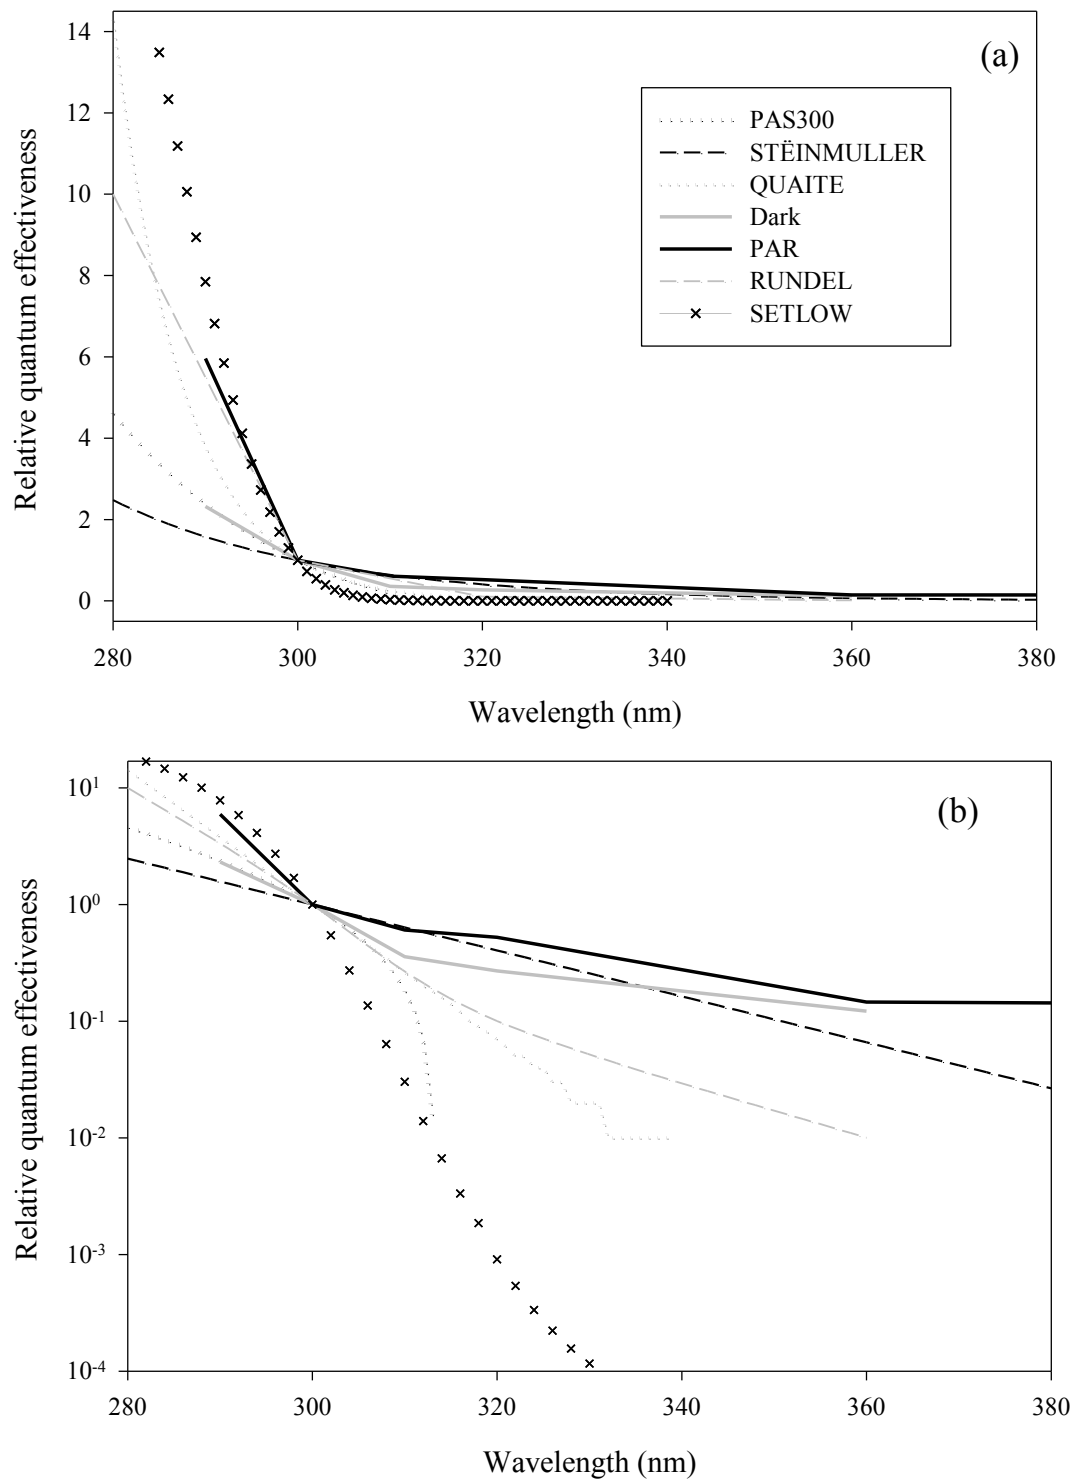 (a)
14
12
10
8
6
4
2
0
Relative quantum effectiveness
PAS300
STËINMULLER
QUAITE
Dark
PAR
RUNDEL
SETLOW
280 300 320 340 360 380
Wavelength (nm)
(b)
10¹
10⁰
10⁻¹
10⁻²
10⁻³
10⁻⁴
Relative quantum effectiveness
280 300 320 340 360 380
Wavelength (nm)